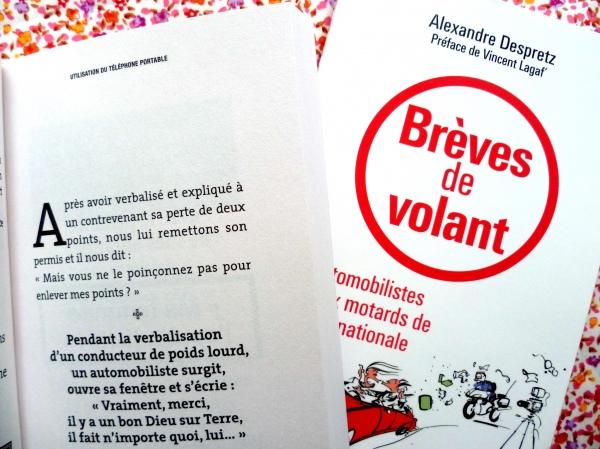 UTILISATION DU TÉLÉPHONE PORTABLE
Après avoir verbalisé et expliqué à
un contrevenant sa perte de deux
points, nous lui remettons son
permis et il nous dit :
« Mais vous ne le poinçonnez pas pour
enlever mes points ? »
Pendant la verbalisation
d'un conducteur de poids lourd,
un automobiliste surgit,
ouvre sa fenêtre et s'écrie :
« Vraiment, merci,
il y a un bon Dieu sur Terre,
il fait n'importe quoi, lui... »
Alexandre Despretz
Préface de Vincent Lagaf'
Brèves
de
volant
tomobilistes
motards de
nationale